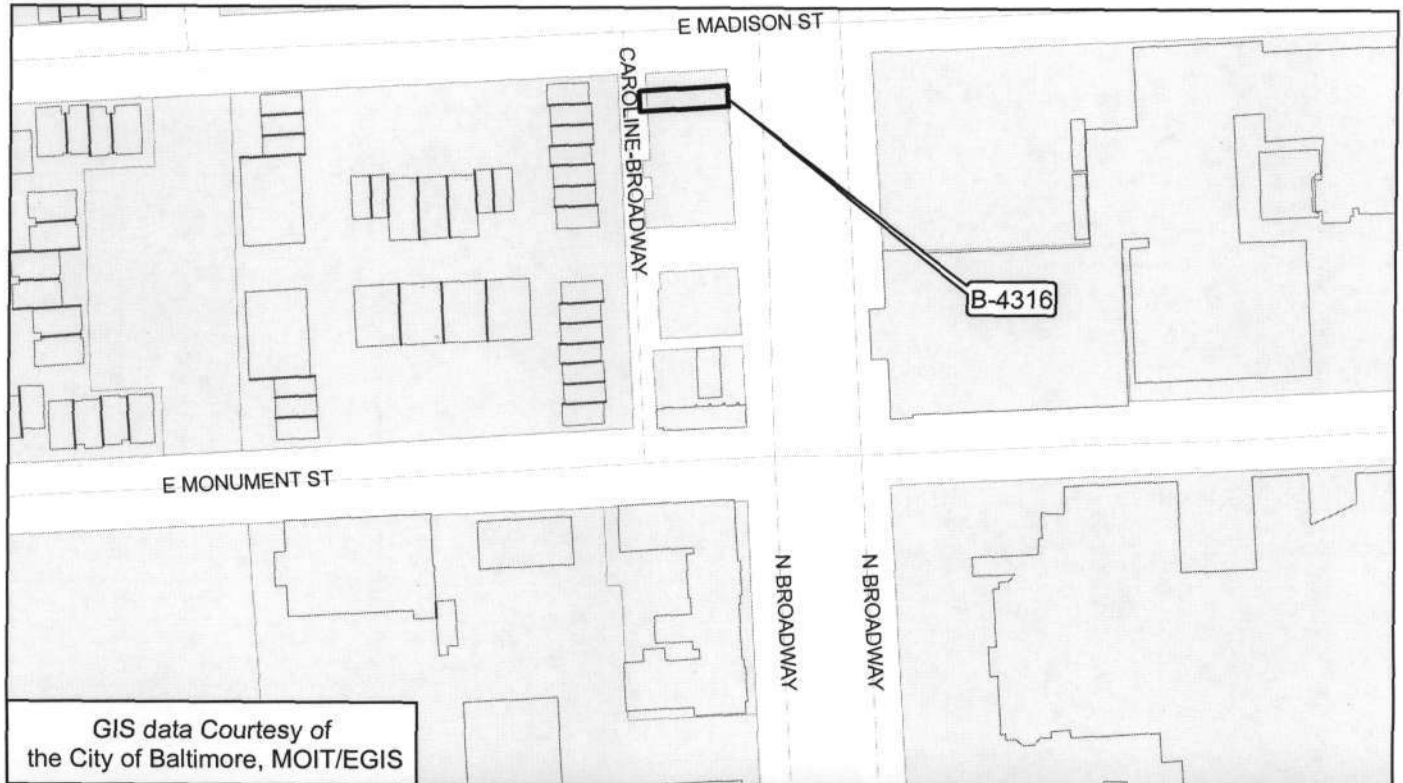 E MADISON ST
CAROLINE-BROADWAY
B-4316
E MONUMENT ST
N BROADWAY
N BROADWAY
GIS data Courtesy of
the City of Baltimore, MOIT/EGIS